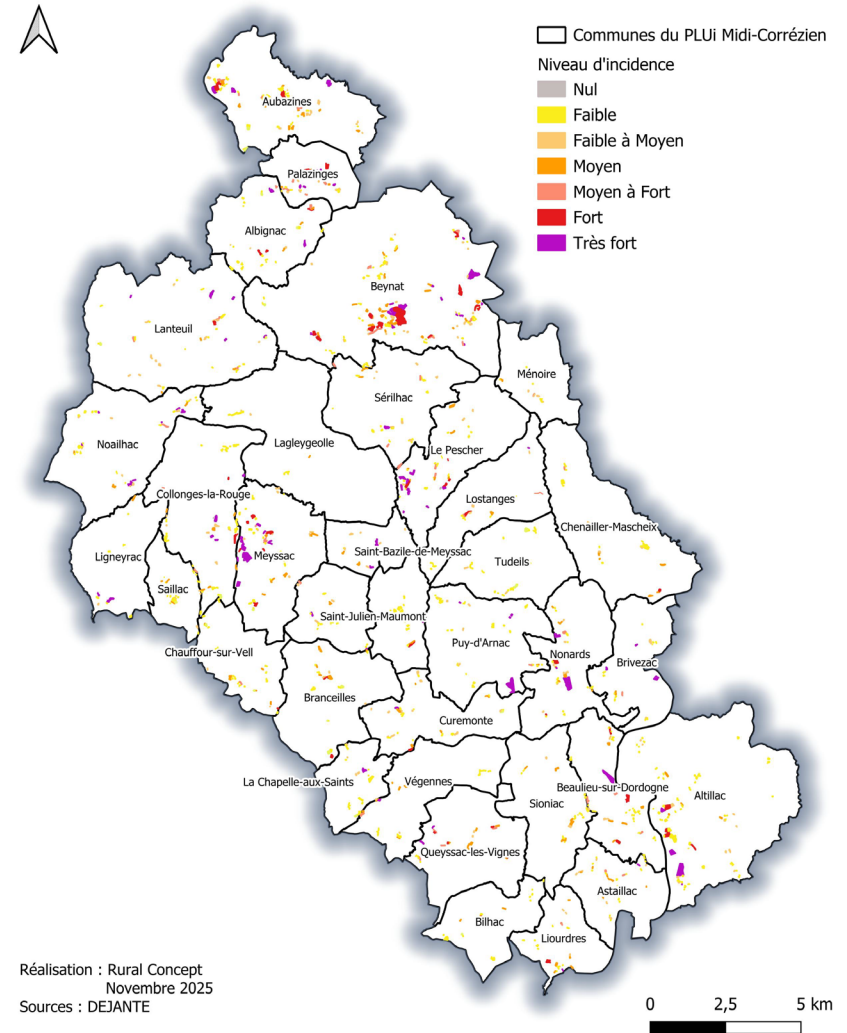 Communes du PLUi Midi-Corrézien
Niveau d'incidence
Nul
Faible
Faible à Moyen
Moyen
Moyen à Fort
Fort
Très fort
Aubazines
Palazinges
Albignac
Beynat
Lanteuil
Ménoire
Sérilhac
Noailhac
Lagleygeolle
Le Pescher
Collonges-la-Rouge
Lostanges
Chenailler-Mascheix
Ligneyrac
Meyssac
Saint-Bazile-de-Meyssac
Tudeils
Saillac
Saint-Julien-Maumont
Puy-d'Arnac
Nonards
Chauffour-sur-Vell
Brivezac
Branceilles
Curemonte
La Chapelle-aux-Saints
Végennes
Beaulieu-sur-Dordogne
Altillac
Sioniac
Queyssac-les-Vignes
Astaillac
Bilhac
Liourdres
Réalisation : Rural Concept
Novembre 2025
Sources : DEJANTE
0 2,5 5 km